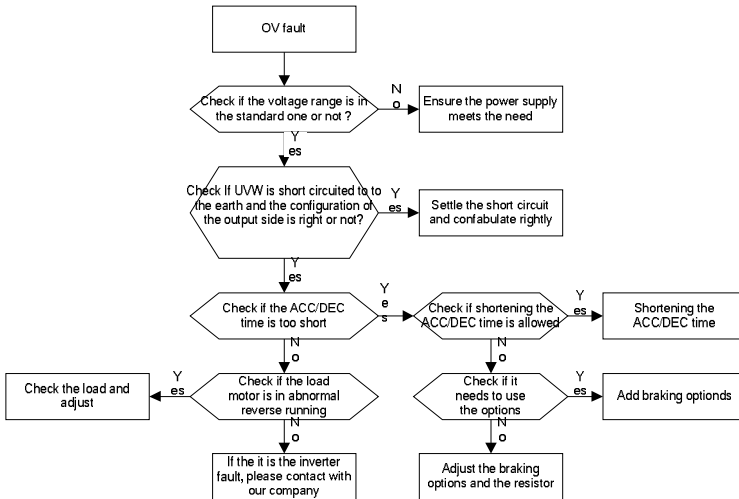 OV fault
Check if the voltage range is in
the standard one or not ?
N
o
Ensure the power supply
meets the need
Y
es
Check If UVW is short circuited to to
the earth and the configuration of
the output side is right or not?
Y
es
Settle the short circuit
and confabulate rightly
Y
es
Check if the ACC/DEC
time is too short
Y
e
s
Check if shortening the
ACC/DEC time is allowed
Y
es
Shortening the
ACC/DEC time
N
o
N
o
Check the load and
adjust
Y
es
Check if the load
motor is in abnormal
reverse running
Check if it
needs to use
the options
Y
es
Add braking optionds
N
o
N
o
If the it is the inverter
fault, please contact with
our company
Adjust the braking
options and the resistor